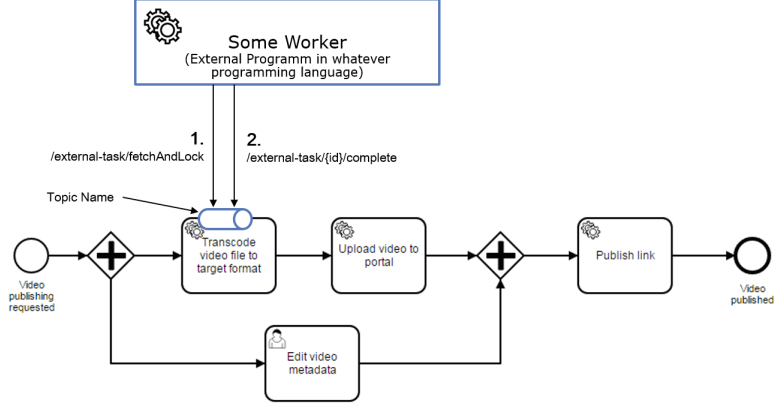 Some Worker
(External Programm in whatever
programming language)
1.
2.
/external-task/fetchAndLock
/external-task/{id}/complete
Topic Name
Transcode
video file to
target format
Upload video to
portal
Publish link
Video
publishing
requested
Video
published
Edit video
metadata